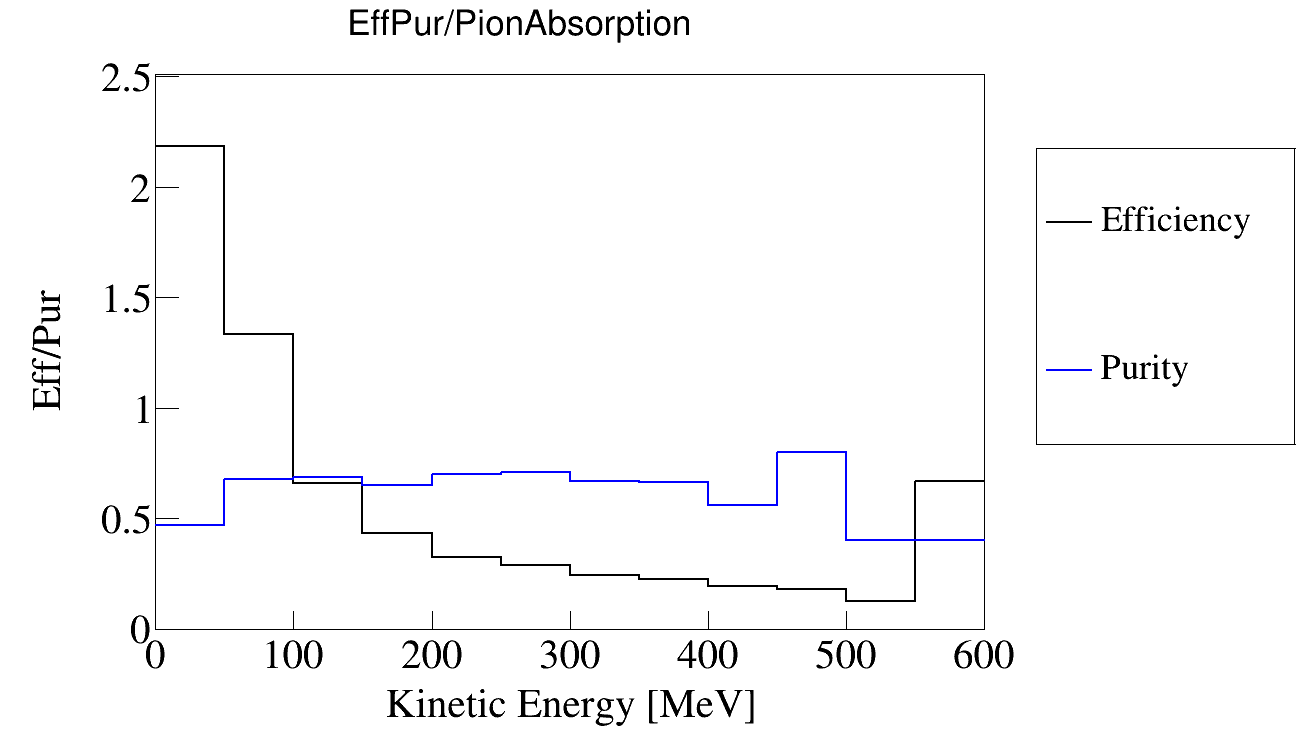 EffPur/PionAbsorption
2.5
2
1.5
1
0.5
0
Eff/Pur
0 100 200 300 400 500 600
Kinetic Energy [MeV]
Efficiency
Purity